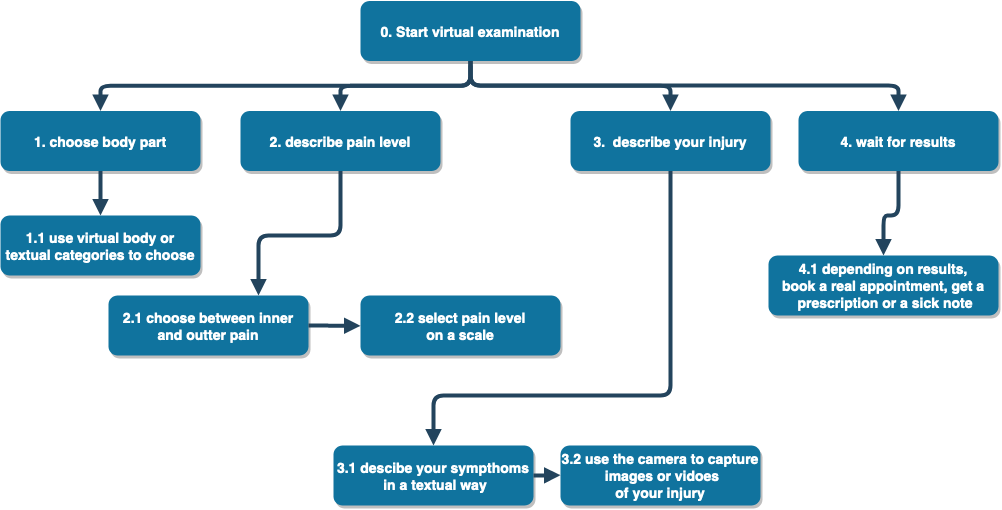 0. Start virtual examination
1. choose body part
2. describe pain level
3. describe your injury
4. wait for results
1.1 use virtual body or
textual categories to choose
4.1 depending on results,
book a real appointment, get a
prescription or a sick note
2.1 choose between inner
and outter pain
2.2 select pain level
on a scale
3.1 descibe your sympthoms
in a textual way
3.2 use the camera to capture
images or vidoes
of your injury